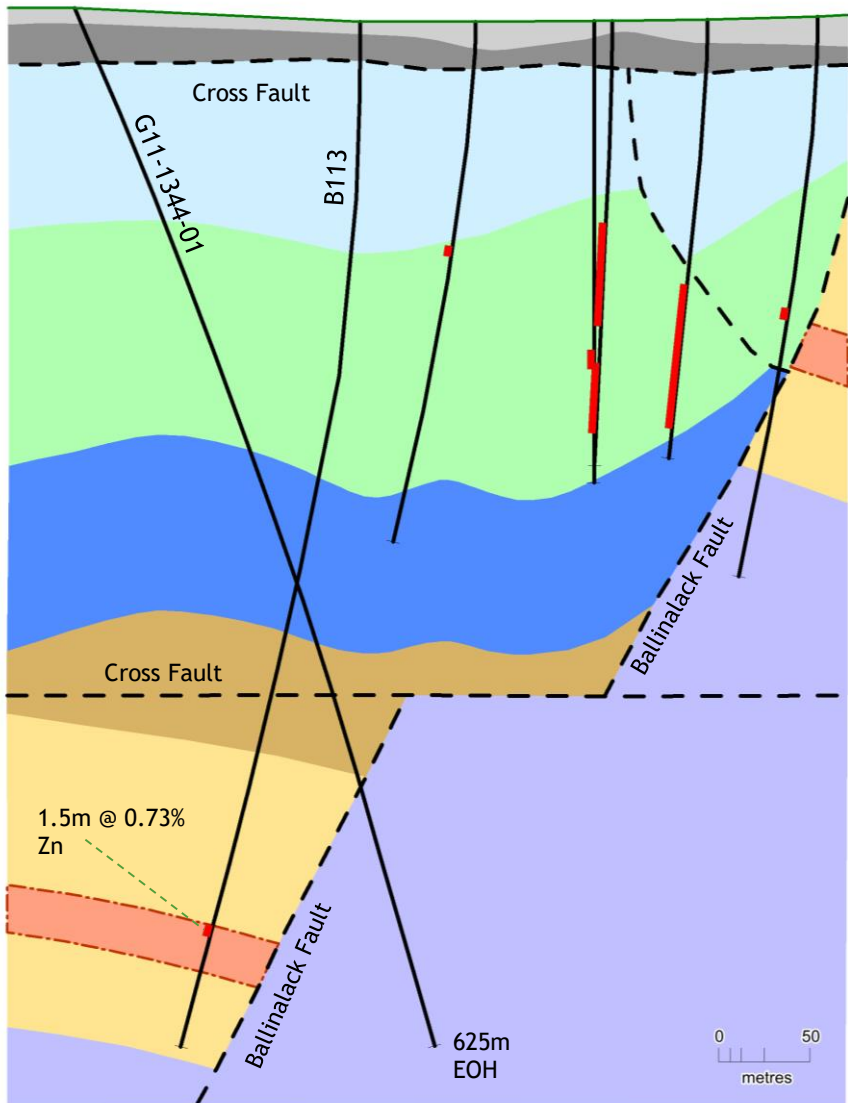 Cross Fault
G11-1344-01
B113
Ballinalack Fault
Cross Fault
1.5m @ 0.73%
Zn
Ballinalack Fault
625m
EOH
0 50
metres